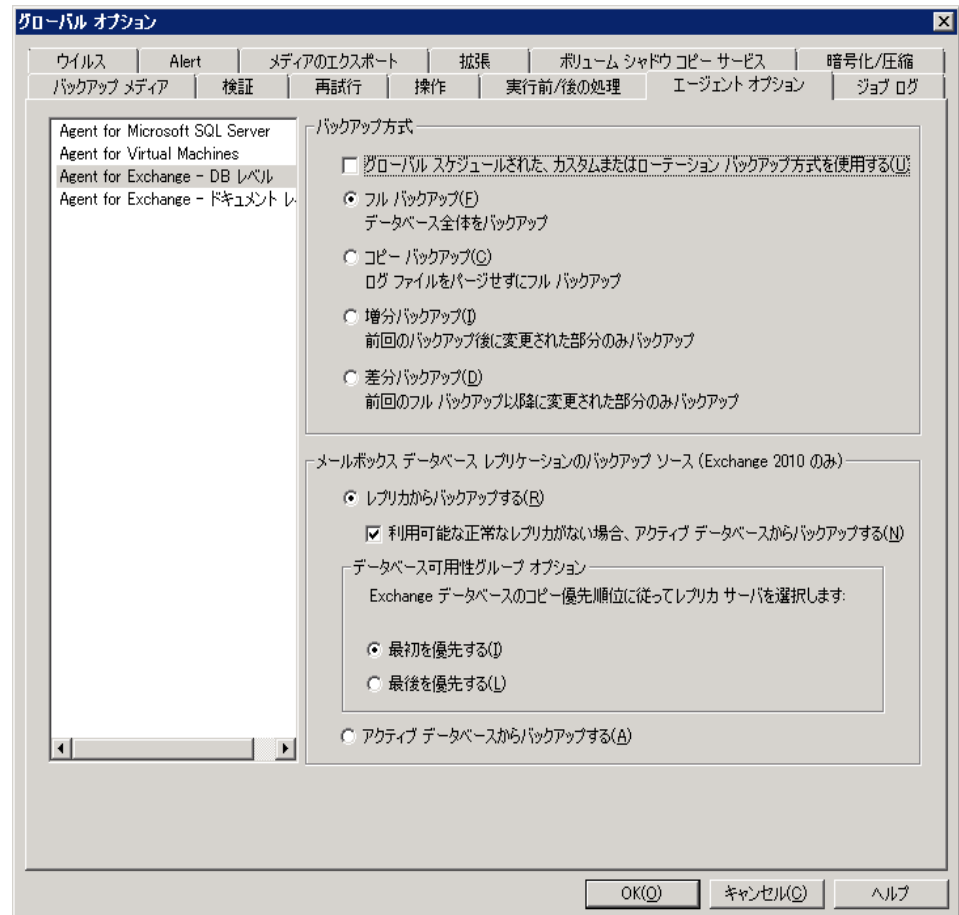 グローバル オプション
ウイルス
Alert
メディアのエクスポート
拡張
ボリューム シャドウ コピー サービス
暗号化/圧縮
バックアップ メディア
検証
再試行
操作
実行前/後の処理
エージェント オプション
ジョブ ログ
Agent for Microsoft SQL Server
Agent for Virtual Machines
Agent for Exchange - DB レベル
Agent for Exchange - ドキュメント レ
バックアップ方式
グローバル スケジュールされた、カスタムまたはローテーション バックアップ方式を使用する(U)
フル バックアップ(F)
データベース全体をバックアップ
コピー バックアップ(C)
ログ ファイルをパージせずにフル バックアップ
増分バックアップ(I)
前回のバックアップ後に変更された部分のみバックアップ
差分バックアップ(D)
前回のフル バックアップ以降に変更された部分のみバックアップ
メールボックス データベース レプリケーションのバックアップ ソース (Exchange 2010 のみ)
レプリカからバックアップする(R)
利用可能な正常なレプリカがない場合、アクティブ データベースからバックアップする(N)
データベース可用性グループ オプション
Exchange データベースのコピー優先順位に従ってレプリカ サーバを選択します:
最初を優先する(I)
最後を優先する(L)
アクティブ データベースからバックアップする(A)
OK(O)
キャンセル(C)
ヘルプ